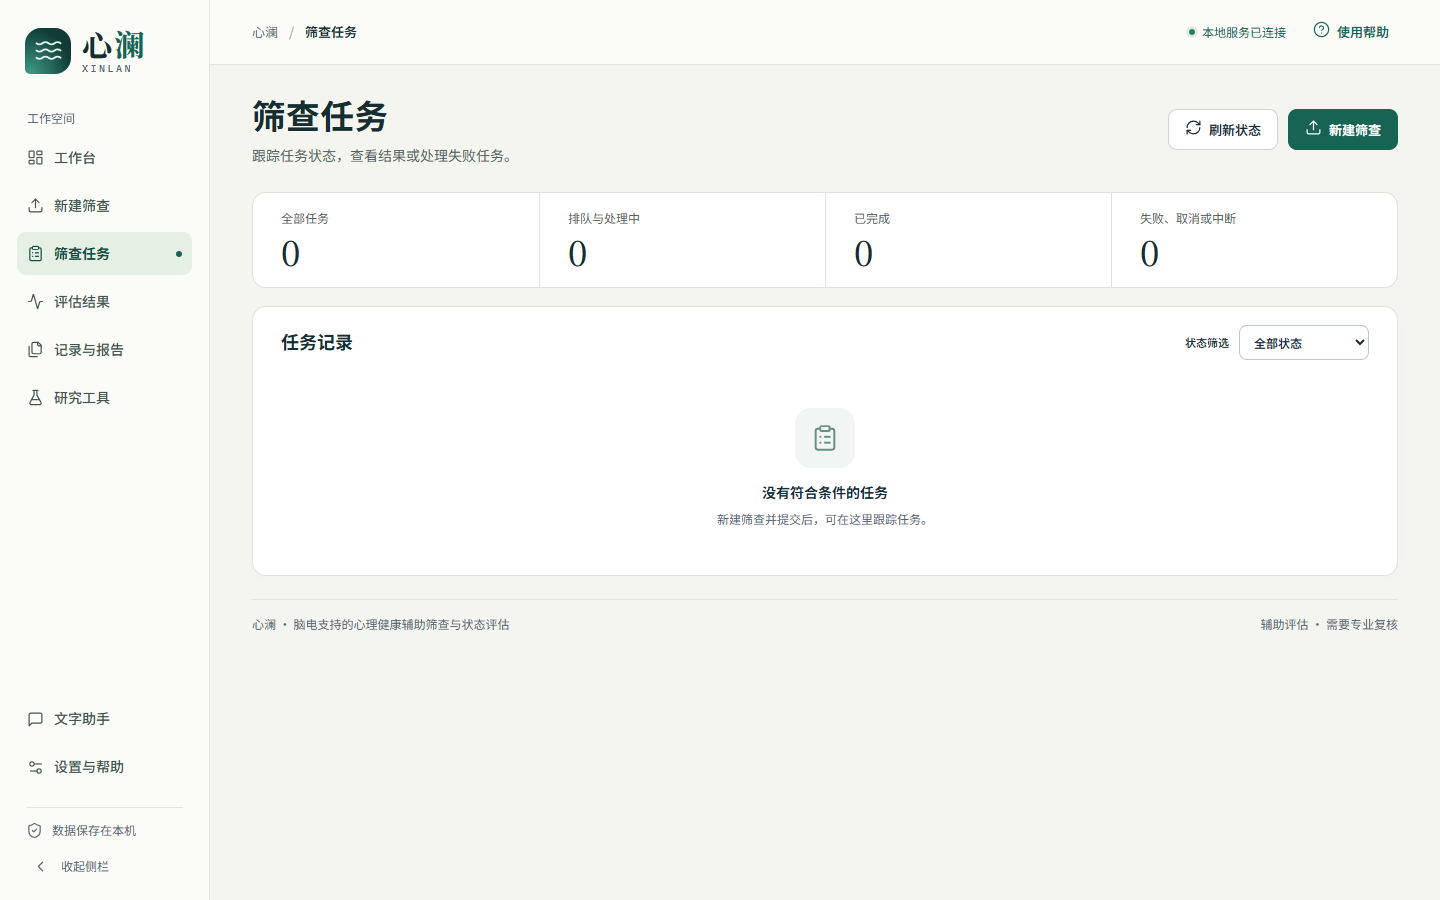 心澜
XINLAN
工作空间
工作台
新建筛查
筛查任务
评估结果
记录与报告
研究工具
文字助手
设置与帮助
数据保存在本机
收起侧栏
心澜 / 筛查任务
本地服务已连接
使用帮助
筛查任务
跟踪任务状态，查看结果或处理失败任务。
刷新状态
新建筛查
全部任务
0
排队与处理中
0
已完成
0
失败、取消或中断
0
任务记录
状态筛选
全部状态
没有符合条件的任务
新建筛查并提交后，可在这里跟踪任务。
心澜 · 脑电支持的心理健康辅助筛查与状态评估
辅助评估 · 需要专业复核